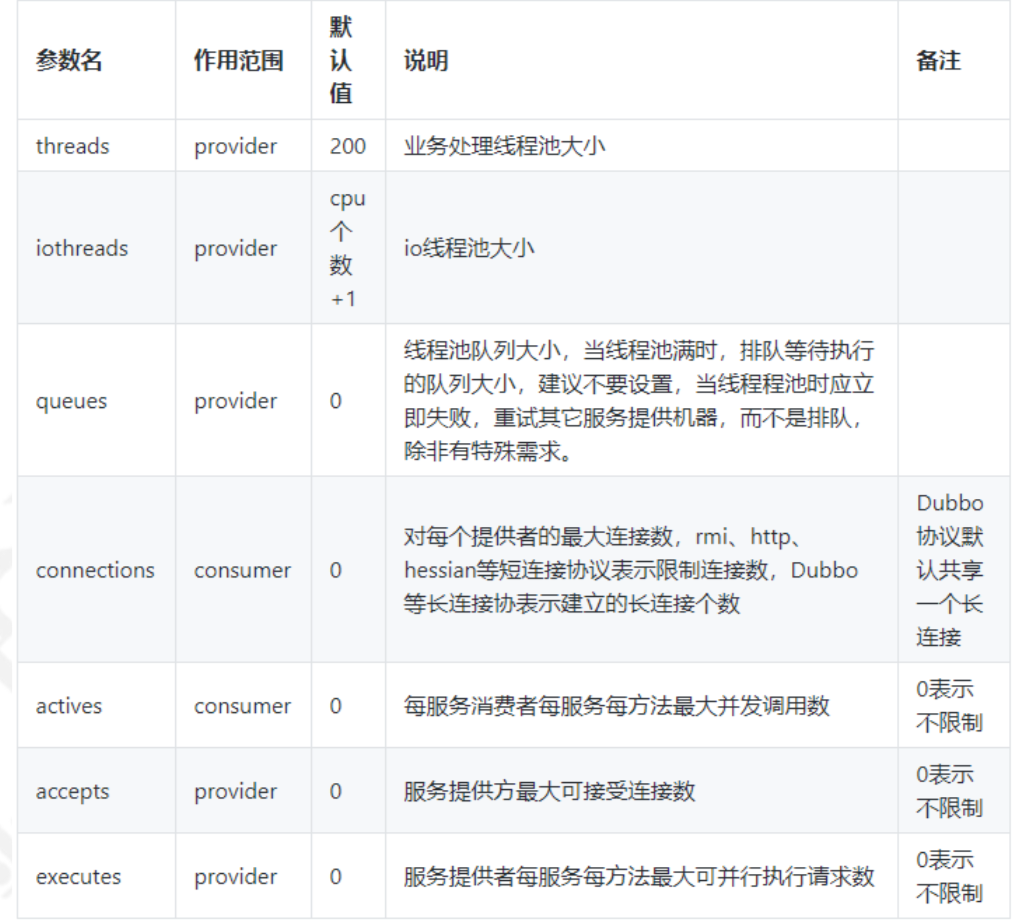 参数名 作用范围 默认值 说明 备注
threads provider 200 业务处理线程池大小
iothreads provider cpu个数+1 io线程池大小
queues provider 0 线程池队列大小，当线程池满时，排队等待执行
的队列大小，建议不要设置，当线程程池时应立
即失败，重试其它服务提供机器，而不是排队，
除非有特殊需求。
connections consumer 0 对每个提供者的最大连接数，rmi、http、
hessian等短连接协议表示限制连接数，Dubbo
等长连接协表示建立的长连接个数
Dubbo
协议默
认共享
一个长
连接
actives consumer 0 每服务消费者每服务每方法最大并发调用数 0表示
不限制
accepts provider 0 服务提供方最大可接受连接数 0表示
不限制
executes provider 0 服务提供者每服务每方法最大可并行执行请求数 0表示
不限制